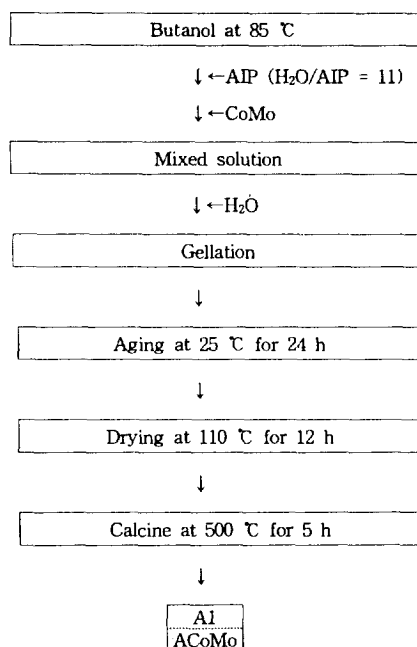 Butanol at 85 ℃
↓←AIP (H₂O/AIP = 11)
↓←CoMo
Mixed solution
↓←H₂O
Gellation
↓
Aging at 25 ℃ for 24 h
↓
Drying at 110 ℃ for 12 h
↓
Calcine at 500 ℃ for 5 h
↓
A1
ACoMo